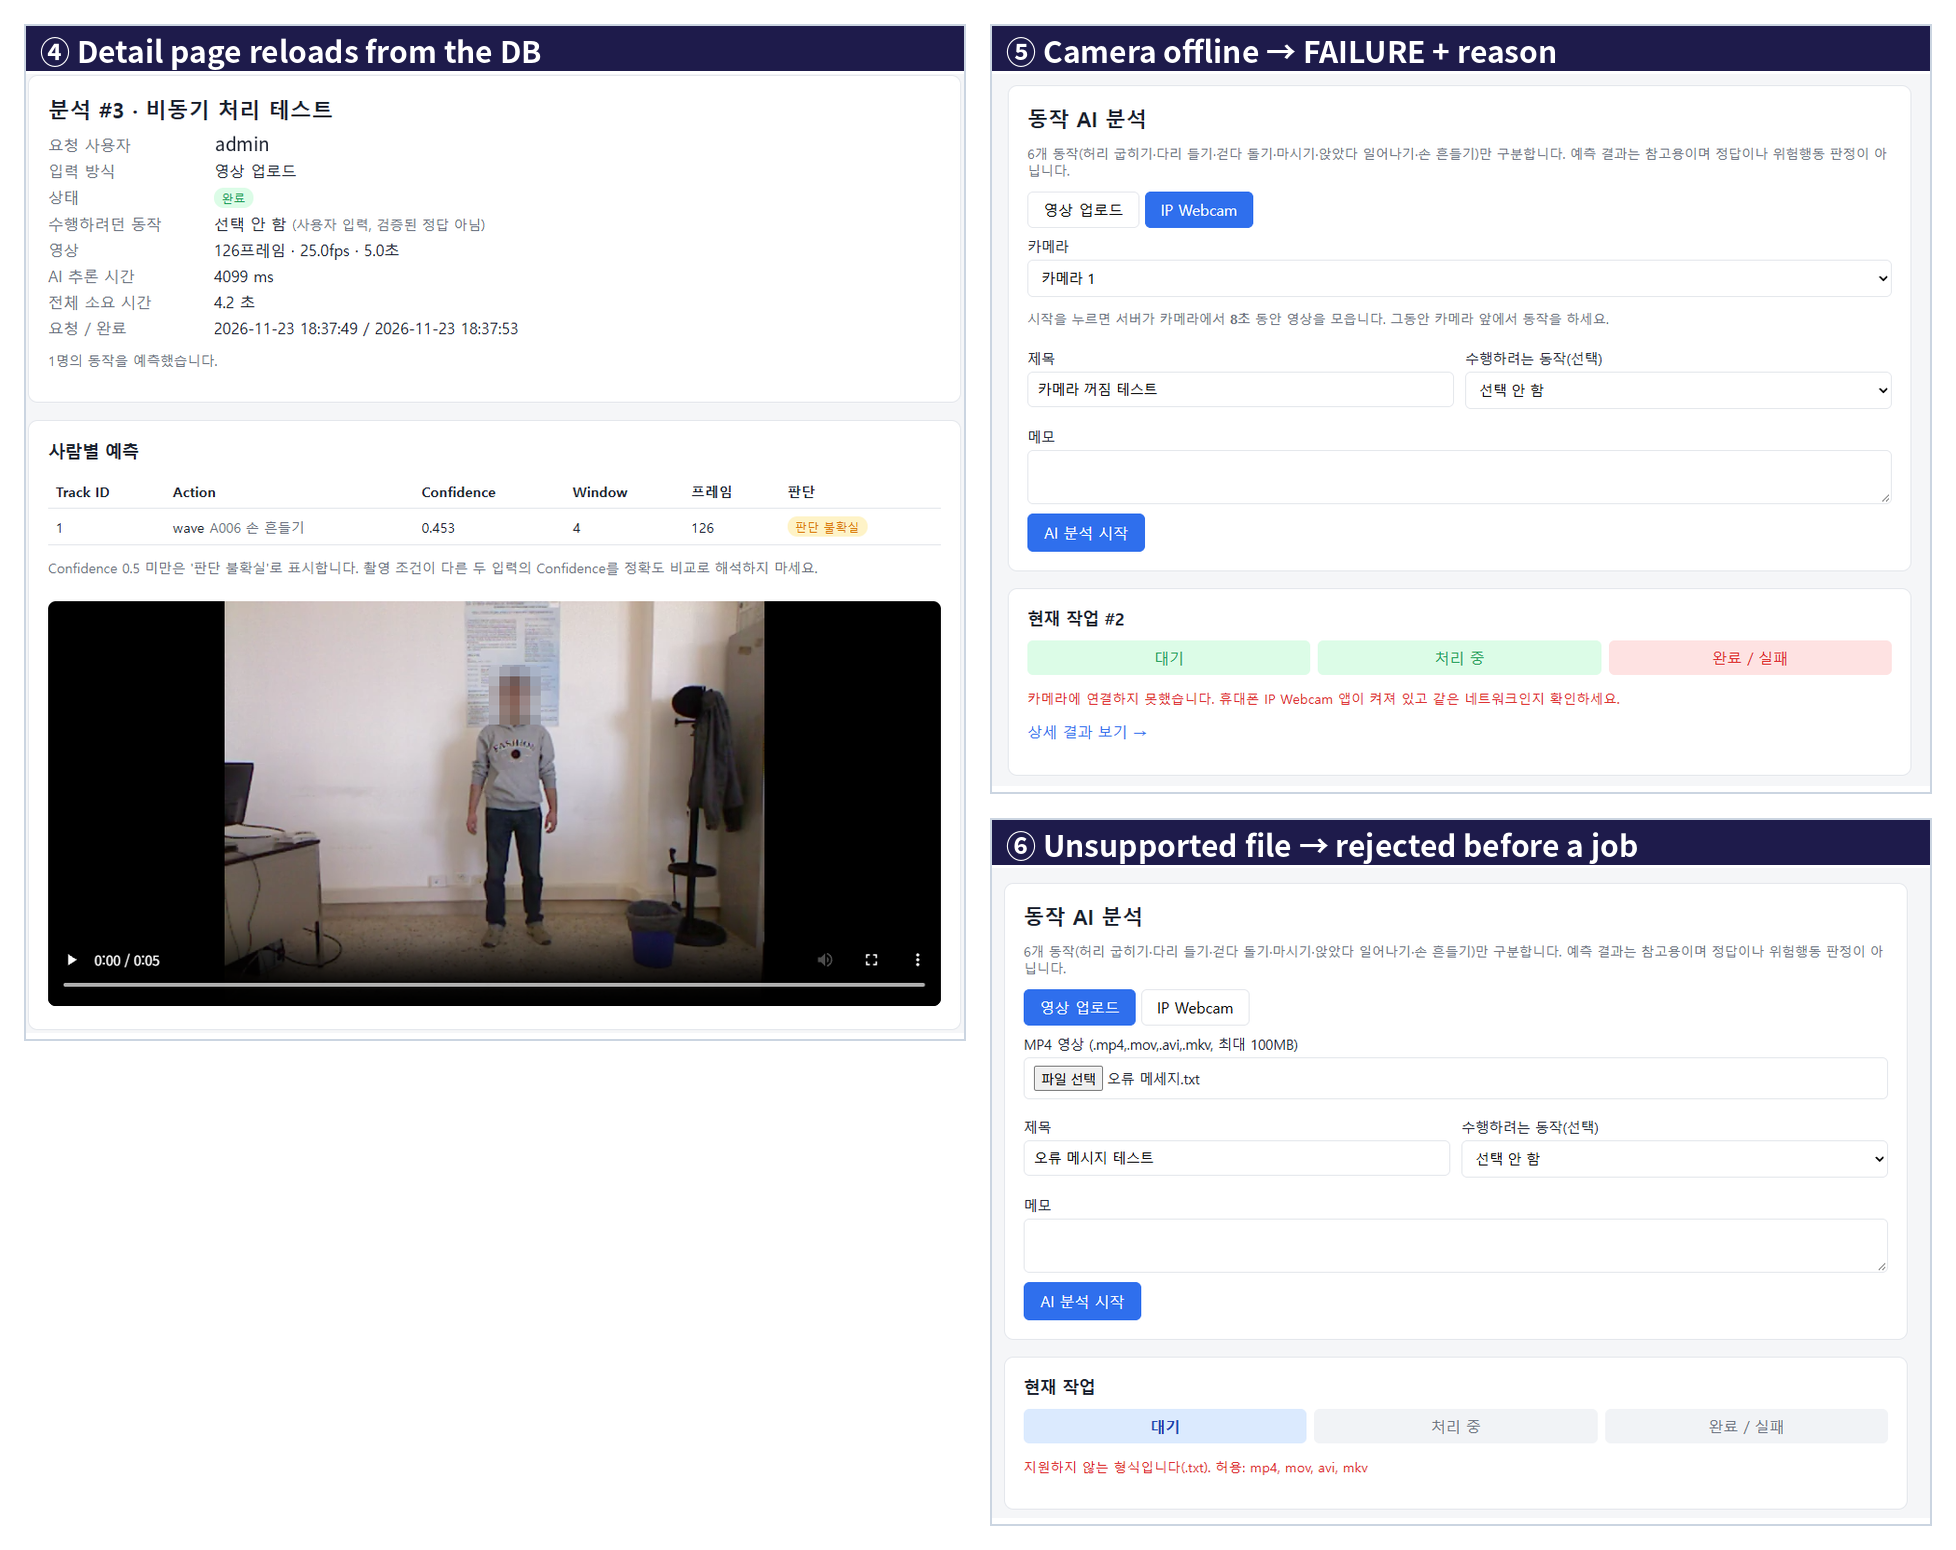 ④ Detail page reloads from the DB
분석 #3 · 비동기 처리 테스트
요청 사용자 admin
입력 방식 영상 업로드
상태 완료
수행하려던 동작 선택 안 함 (사용자 입력, 검증된 정답 아님)
영상 126프레임 · 25.0fps · 5.0초
AI 추론 시간 4099 ms
전체 소요 시간 4.2 초
요청 / 완료 2026-11-23 18:37:49 / 2026-11-23 18:37:53
1명의 동작을 예측했습니다.
사람별 예측
Track ID Action Confidence Window 프레임 판단
1 wave A006 손 흔들기 0.453 4 126 판단 불확실
Confidence 0.5 미만은 '판단 불확실'로 표시합니다. 촬영 조건이 다른 두 입력의 Confidence를 정확도 비교로 해석하지 마세요.
FASHION
0:00 / 0:05
⑤ Camera offline → FAILURE + reason
동작 AI 분석
6개 동작(허리 굽히기·다리 들기·걷다 돌기·마시기·앉았다 일어나기·손 흔들기)만 구분합니다. 예측 결과는 참고용이며 정답이나 위험행동 판정이 아
닙니다.
영상 업로드 IP Webcam
카메라
카메라 1
시작을 누르면 서버가 카메라에서 8초 동안 영상을 모읍니다. 그동안 카메라 앞에서 동작을 하세요.
제목 수행하려는 동작(선택)
카메라 꺼짐 테스트 선택 안 함
메모
AI 분석 시작
현재 작업 #2
대기 처리 중 완료 / 실패
카메라에 연결하지 못했습니다. 휴대폰 IP Webcam 앱이 켜져 있고 같은 네트워크인지 확인하세요.
상세 결과 보기 →
⑥ Unsupported file → rejected before a job
동작 AI 분석
6개 동작(허리 굽히기·다리 들기·걷다 돌기·마시기·앉았다 일어나기·손 흔들기)만 구분합니다. 예측 결과는 참고용이며 정답이나 위험행동 판정이 아
닙니다.
영상 업로드 IP Webcam
MP4 영상 (.mp4,.mov,.avi,.mkv, 최대 100MB)
파일 선택 오류 메세지.txt
제목 수행하려는 동작(선택)
오류 메시지 테스트 선택 안 함
메모
AI 분석 시작
현재 작업
대기 처리 중 완료 / 실패
지원하지 않는 형식입니다(.txt). 허용: mp4, mov, avi, mkv